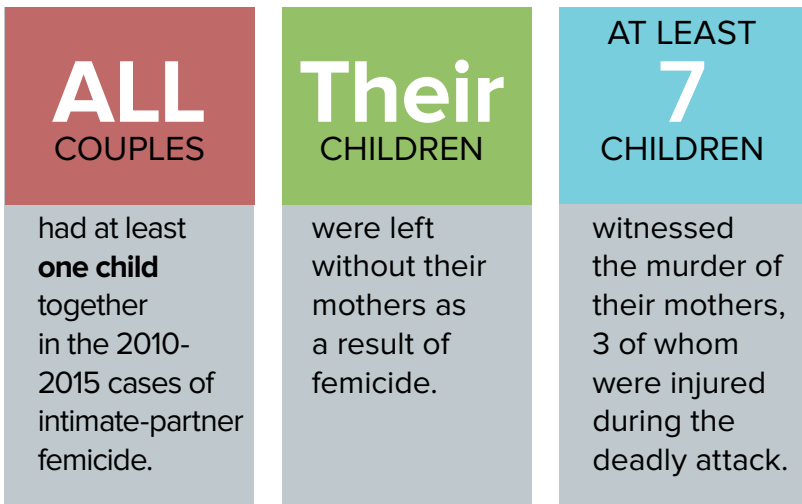 ALL
COUPLES
had at least
one child
together
in the 2010-
2015 cases of
intimate-partner
femicide.
Their
CHILDREN
were left
without their
mothers as
a result of
femicide.
AT LEAST
7
CHILDREN
witnessed
the murder of
their mothers,
3 of whom
were injured
during the
deadly attack.